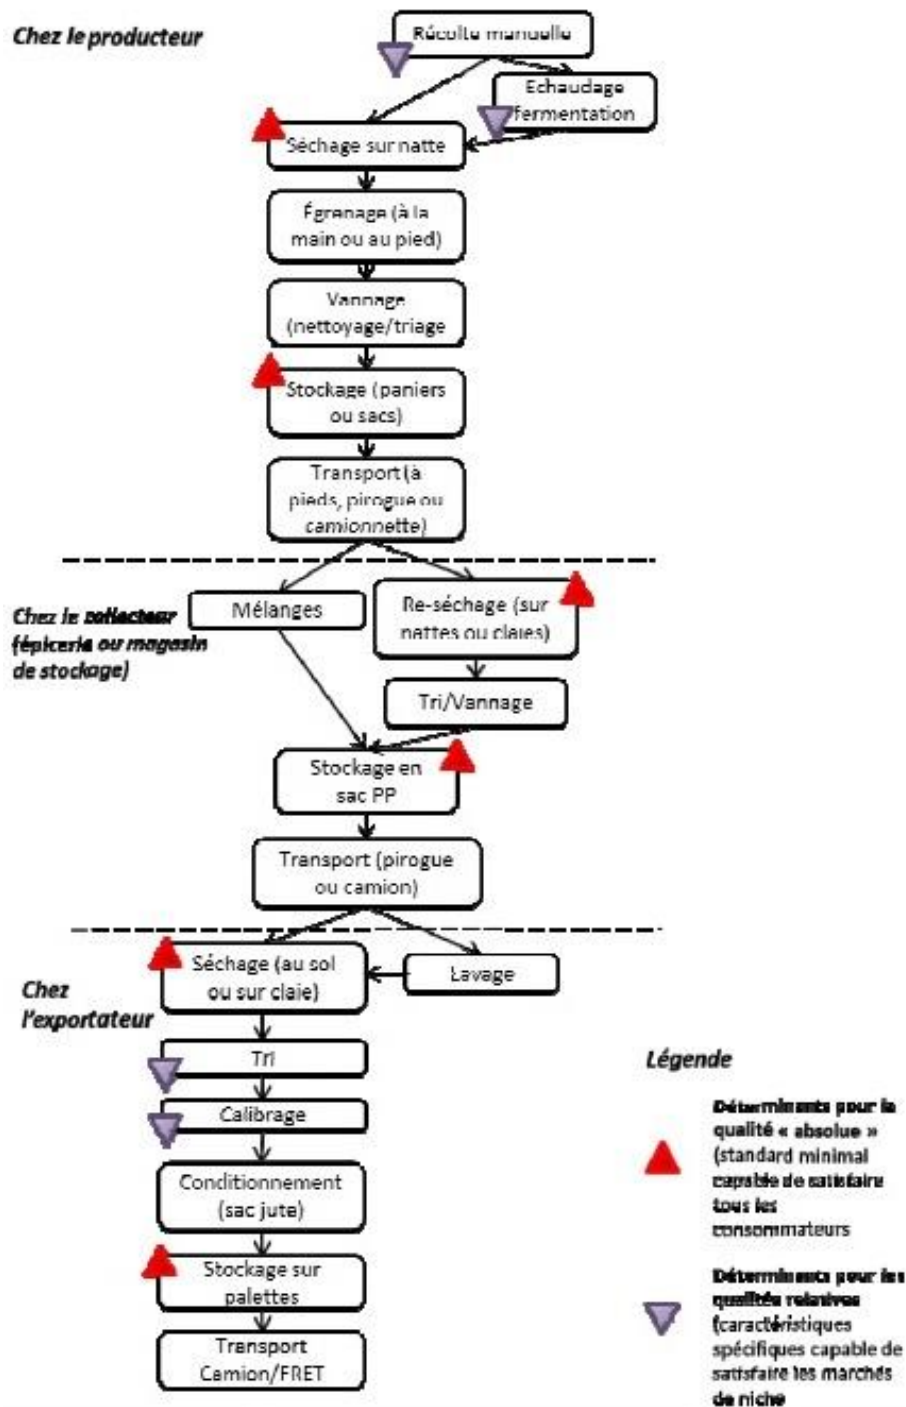 Chez le producteur
Récolte manuelle
Echaudage
fermentation
Séchage sur natte
Égrenage (à la
main ou au pied)
Vannage
(nettoyage/triage
Stockage (paniers
ou sacs)
Transport (à
pieds, pirogue ou
camionnette)
Chez le collecteur
(épicerie ou magasin
de stockage)
Mélanges
Re-séchage (sur
nattes ou claies)
Tri/Vannage
Stockage en
sac PP
Transport (pirogue
ou camion)
Chez
l'exportateur
Séchage (au sol
ou sur claie)
Lavage
Tri
Calibrage
Conditionnement
(sac jute)
Stockage sur
palettes
Transport
Camion/FRET
Légende
Déterminants pour la
qualité « absolue »
(standard minimal
capable de satisfaire
tous les
consommateurs
Déterminants pour les
qualités relatives
(caractéristiques
spécifiques capable de
satisfaire les marchés
de niche